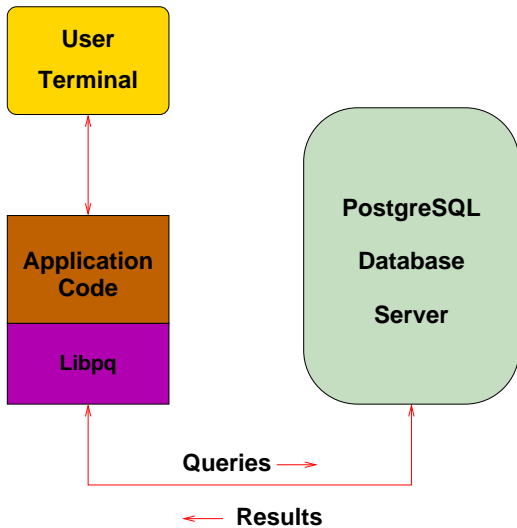 User
Terminal
Application
Code
Libpq
PostgreSQL
Database
Server
Queries
Results